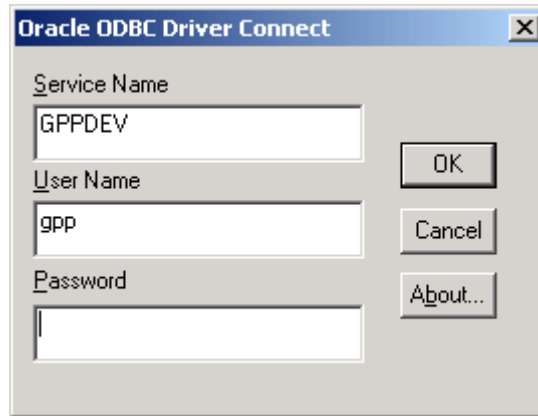 Oracle ODBC Driver Connect
Service Name
GPPDEV
User Name
gpp
Password
OK
Cancel
About...